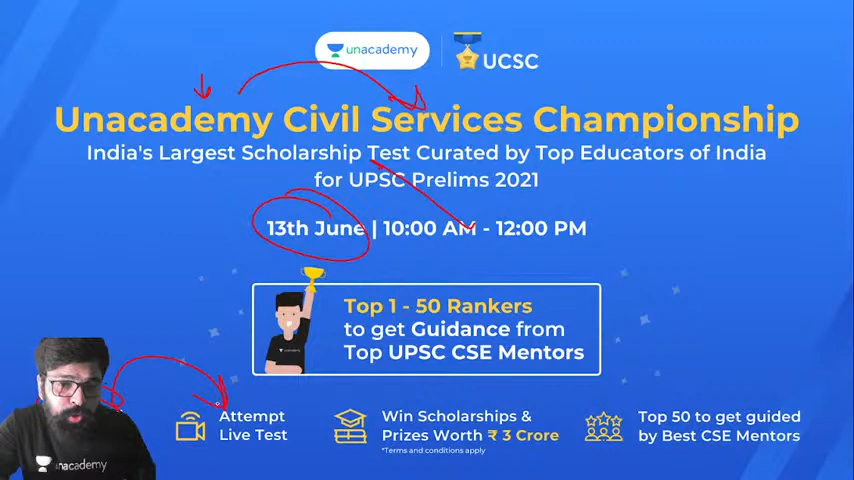 unacademy
UCSC
Unacademy Civil Services Championship
India's Largest Scholarship Test Curated by Top Educators of India
for UPSC Prelims 2021
13th June | 10:00 AM - 12:00 PM
Top 1 - 50 Rankers
to get Guidance from
Top UPSC CSE Mentors
Attempt
Live Test
Win Scholarships &
Prizes Worth ₹ 3 Crore
*Terms and conditions apply
Top 50 to get guided
by Best CSE Mentors
unacademy